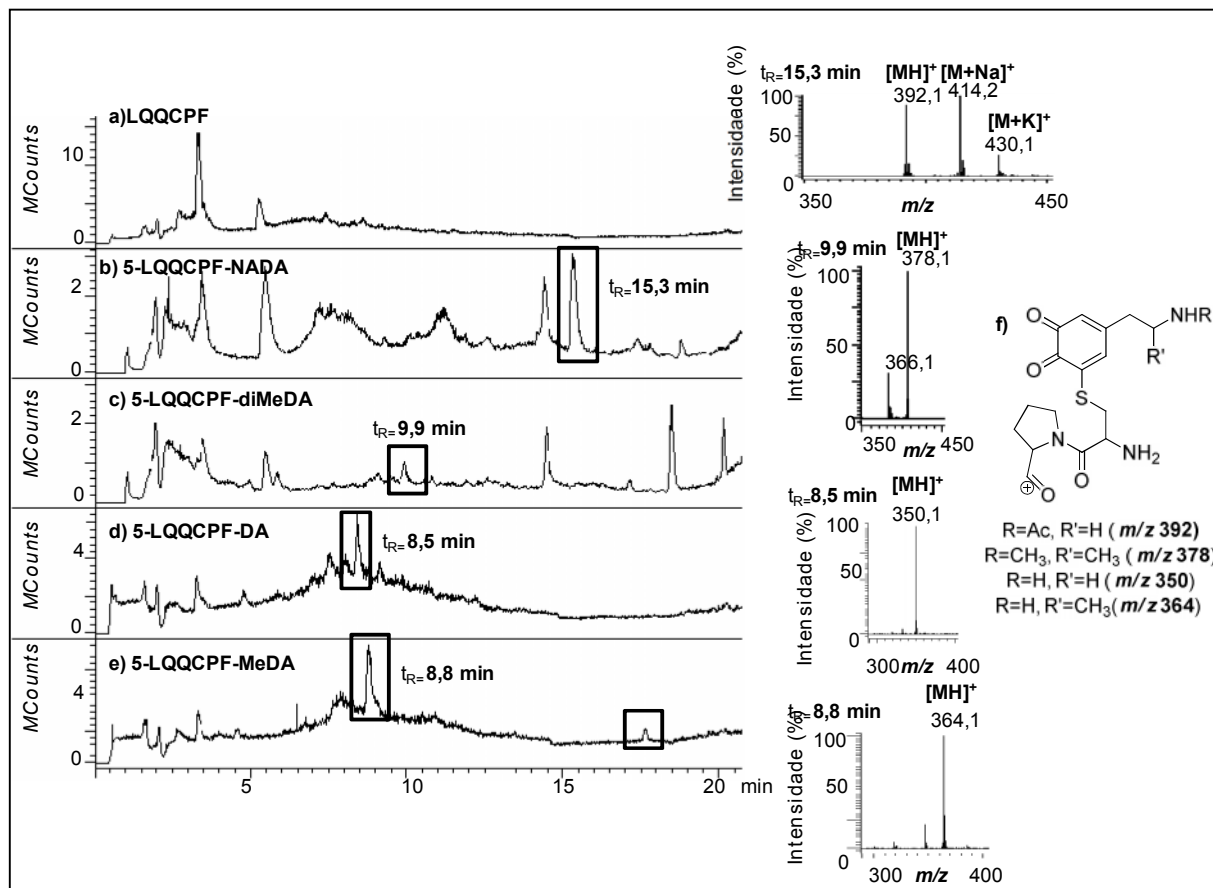 a)LQQCPF
MCounts
10
5
0
b) 5-LQQCPF-NADA
tR=15,3 min
MCounts
2
0
c) 5-LQQCPF-diMeDA
tR=9,9 min
MCounts
2
1
0
d) 5-LQQCPF-DA
tR=8,5 min
MCounts
4
2
0
e) 5-LQQCPF-MeDA
tR=8,8 min
MCounts
4
2
0
5 10 15 min 20
tR=15,3 min
[MH]+ [M+Na]+
392,1 414,2
[M+K]+
430,1
Intensidaade (%)
100
50
0
350 m/z 450
tR=9,9 min
[MH]+
378,1
366,1
Intensidade (%)
100
50
0
350 450
m/z
tR=8,5 min
[MH]+
350,1
Intensidade (%)
100
50
0
300 m/z 400
tR=8,8 min
[MH]+
364,1
Intensidade (%)
100
50
0
300 m/z 400
f)
O
O
NHR
R'
S
N
NH2
O
+
O
R=Ac, R'=H ( m/z 392)
R=CH3, R'=CH3 ( m/z 378)
R=H, R'=H ( m/z 350)
R=H, R'=CH3( m/z 364)